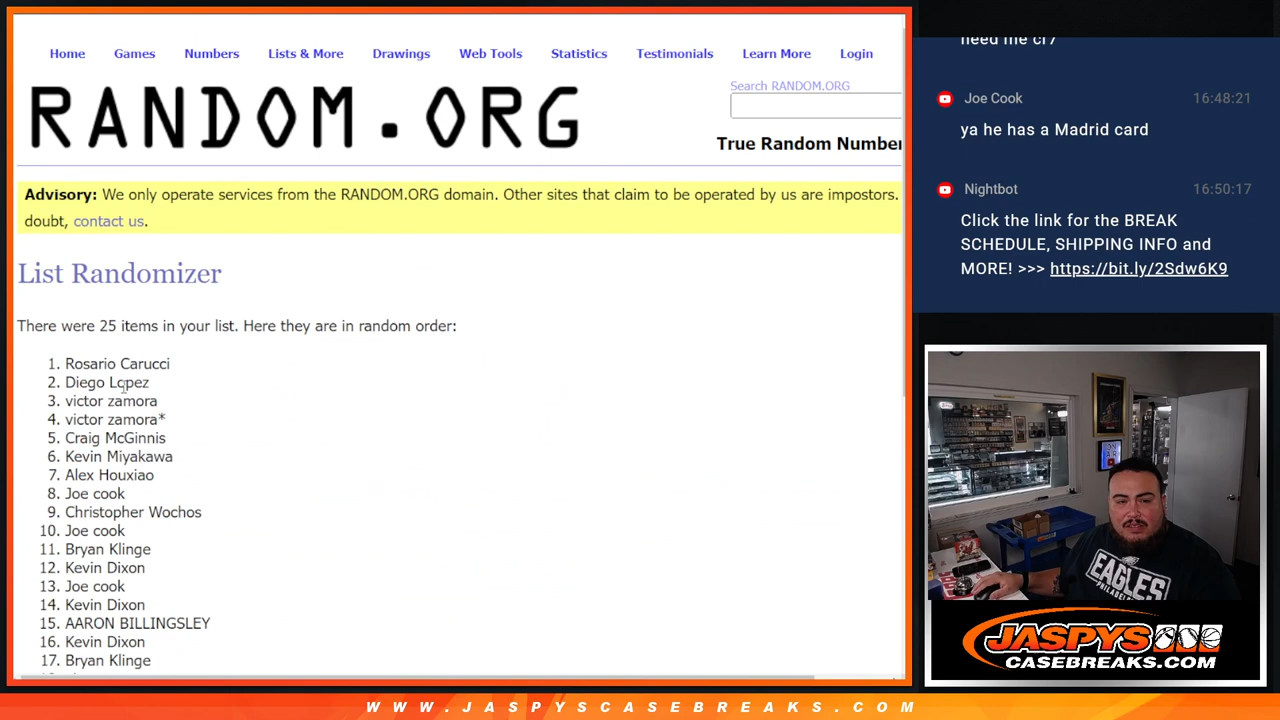 Home Games Numbers Lists & More Drawings Web Tools Statistics Testimonials Learn More Login
RANDOM.ORG
Search RANDOM.ORG
True Random Number
Advisory: We only operate services from the RANDOM.ORG domain. Other sites that claim to be operated by us are impostors.
doubt, contact us.
List Randomizer
There were 25 items in your list. Here they are in random order:
1. Rosario Carucci
2. Diego Lopez
3. victor zamora
4. victor zamora*
5. Craig McGinnis
6. Kevin Miyakawa
7. Alex Houxiao
8. Joe cook
9. Christopher Wochos
10. Joe cook
11. Bryan Klinge
12. Kevin Dixon
13. Joe cook
14. Kevin Dixon
15. AARON BILLINGSLEY
16. Kevin Dixon
17. Bryan Klinge
need me cr7
Joe Cook 16:48:21
ya he has a Madrid card
Nightbot 16:50:17
Click the link for the BREAK
SCHEDULE, SHIPPING INFO and
MORE! >>> https://bit.ly/2Sdw6K9
EAGLES
PHILADELPHIA
JASPYS
CASEBREAKS.COM
WWW.JASPYSCASEBREAKS.COM